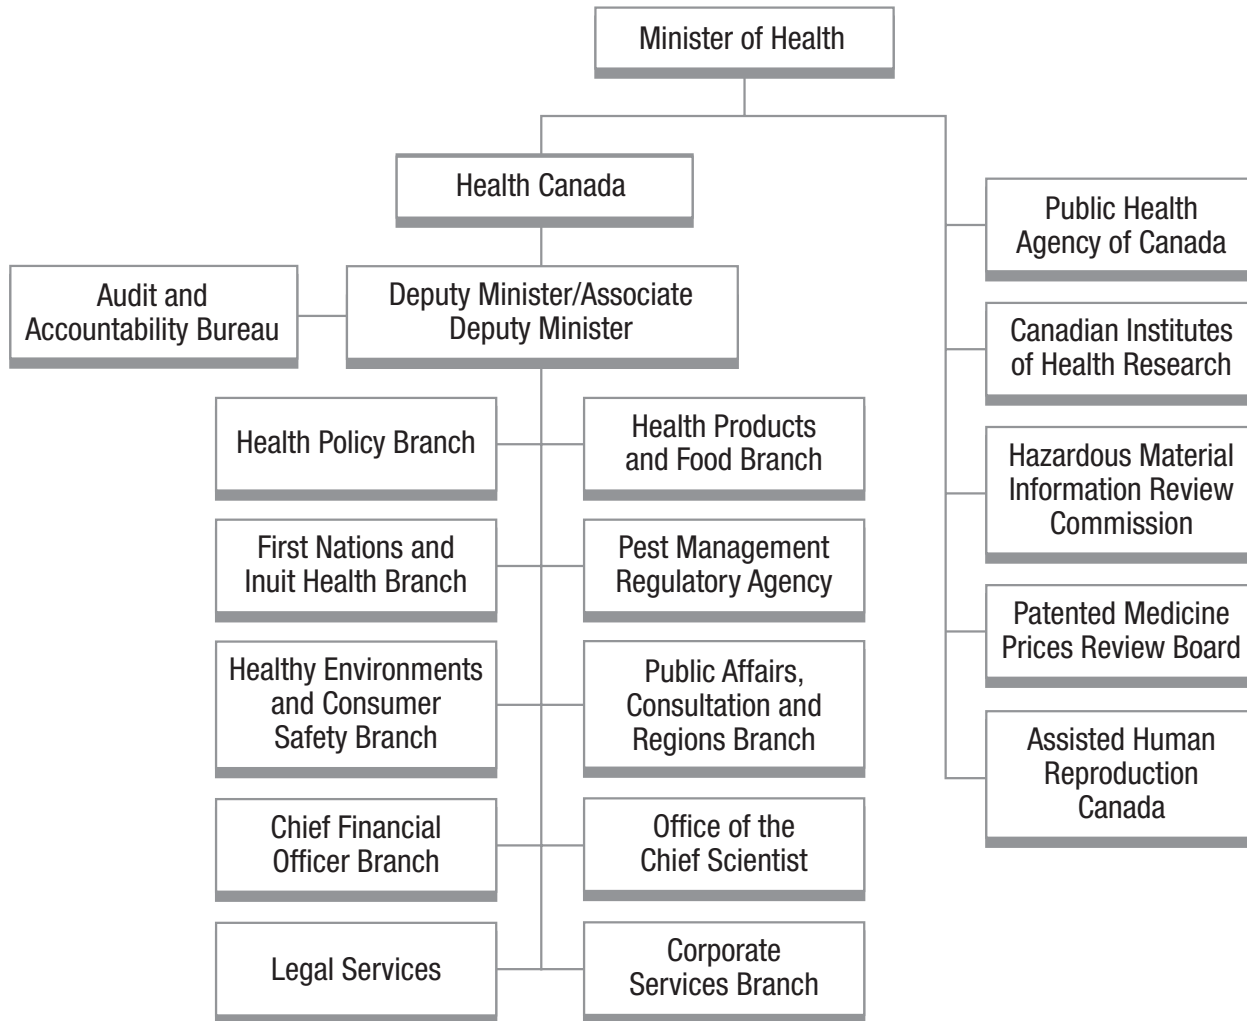 Minister of Health
Health Canada
Audit and
Accountability Bureau
Deputy Minister/Associate
Deputy Minister
Health Policy Branch
Health Products
and Food Branch
First Nations and
Inuit Health Branch
Pest Management
Regulatory Agency
Healthy Environments
and Consumer
Safety Branch
Public Affairs,
Consultation and
Regions Branch
Chief Financial
Officer Branch
Office of the
Chief Scientist
Legal Services
Corporate
Services Branch
Public Health
Agency of Canada
Canadian Institutes
of Health Research
Hazardous Material
Information Review
Commission
Patented Medicine
Prices Review Board
Assisted Human
Reproduction
Canada